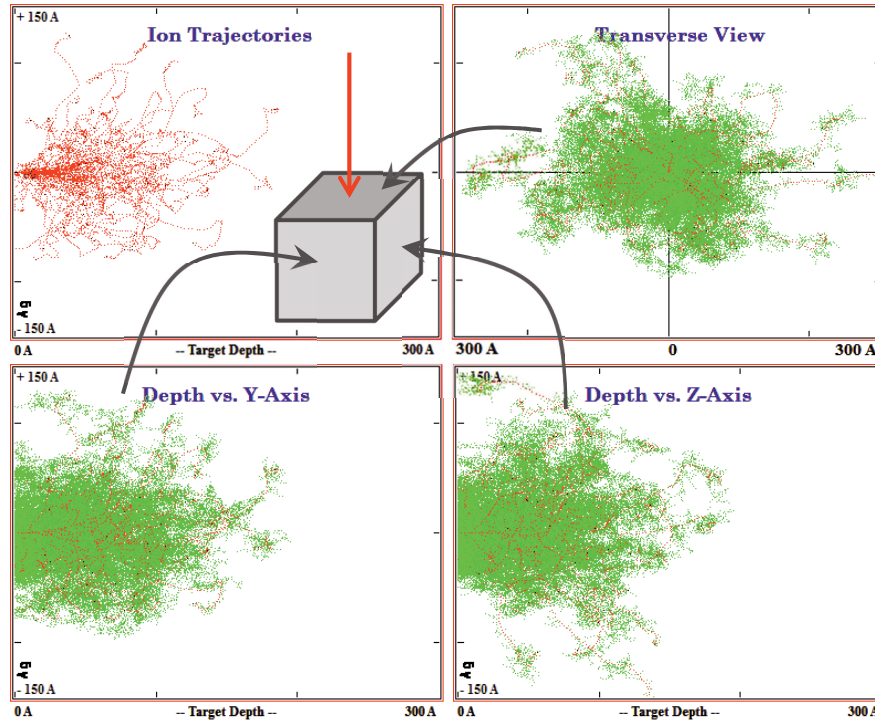 + 150 A
Ion Trajectories
Ag
- 150 A
0 A -- Target Depth -- 300 A
Transverse View
300 A 0 300 A
+ 150 A
Depth vs. Y-Axis
Ag
- 150 A
0 A -- Target Depth -- 300 A
+ 150 A
Depth vs. Z-Axis
Ag
- 150 A
0 A -- Target Depth -- 300 A